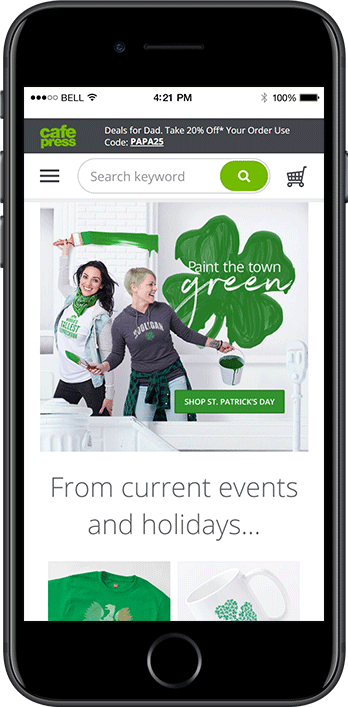 BELL
4:21 PM
100%
cafe
press
Deals for Dad. Take 20% Off* Your Order Use
Code: PAPA25
Search keyword
Paint the town
green
HOOLIGAN
SHOP ST. PATRICK'S DAY
From current events
and holidays...